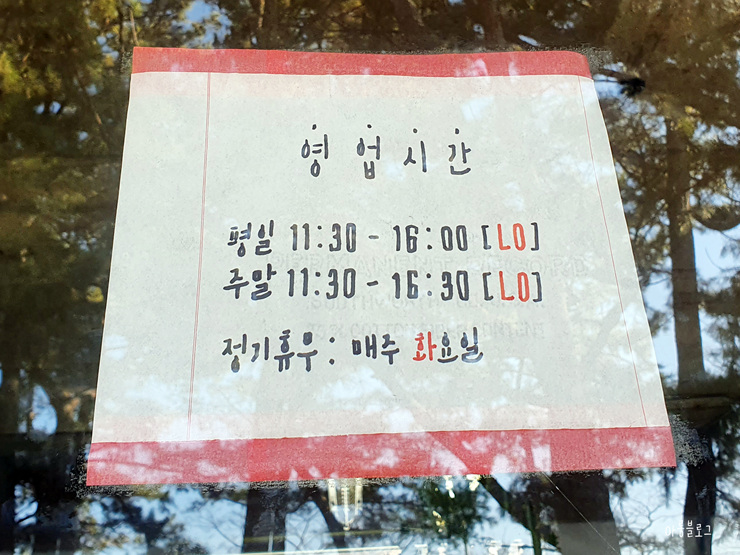 영업시간
평일 11:30 - 16:00 [LO]
주말 11:30 - 16:30 [LO]
정기휴무 : 매주 화요일